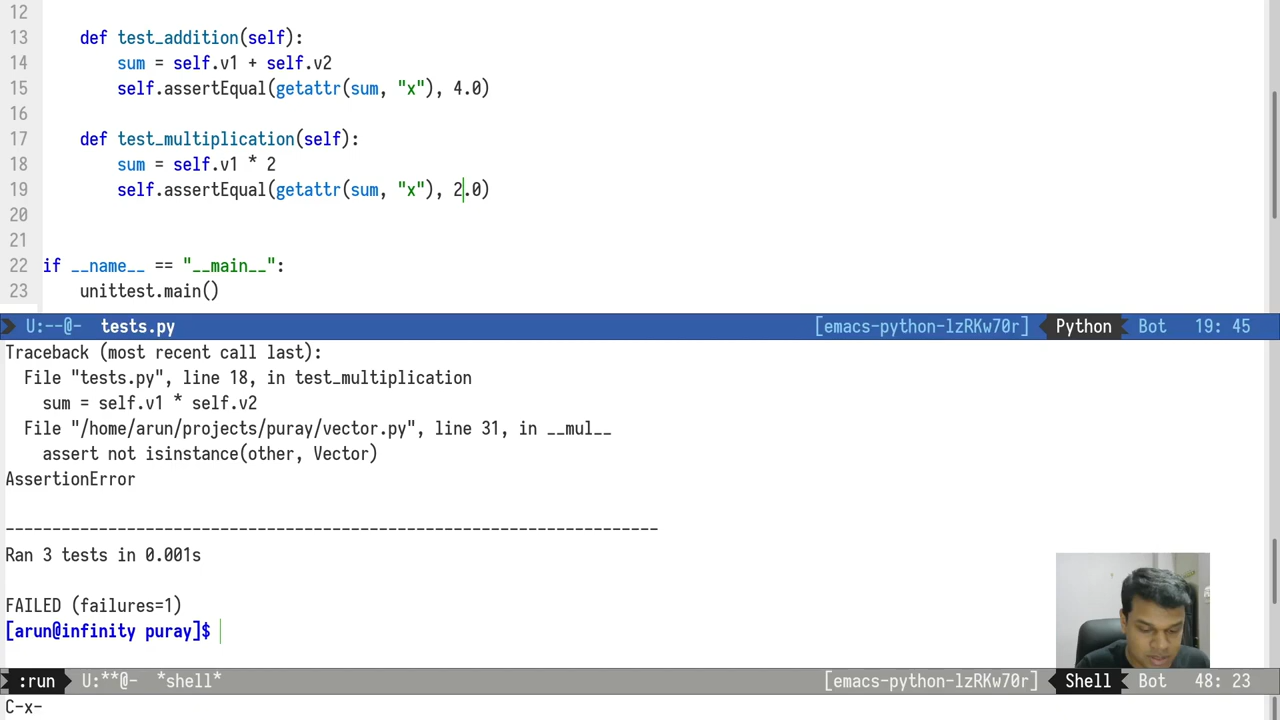 12
13     def test_addition(self):
14         sum = self.v1 + self.v2
15         self.assertEqual(getattr(sum, "x"), 4.0)
16
17     def test_multiplication(self):
18         sum = self.v1 * 2
19         self.assertEqual(getattr(sum, "x"), 2.0)
20
21
22 if __name__ == "__main__":
23     unittest.main()
U:--@-  tests.py  [emacs-python-lzRKw70r]  Python  Bot  19: 45
Traceback (most recent call last):
  File "tests.py", line 18, in test_multiplication
    sum = self.v1 * self.v2
  File "/home/arun/projects/puray/vector.py", line 31, in __mul__
    assert not isinstance(other, Vector)
AssertionError
----------------------------------------------------------------------
Ran 3 tests in 0.001s
FAILED (failures=1)
[arun@infinity puray]$
:run  U:**@-  *shell*  [emacs-python-lzRKw70r]  Shell  Bot  48: 23
C-x-